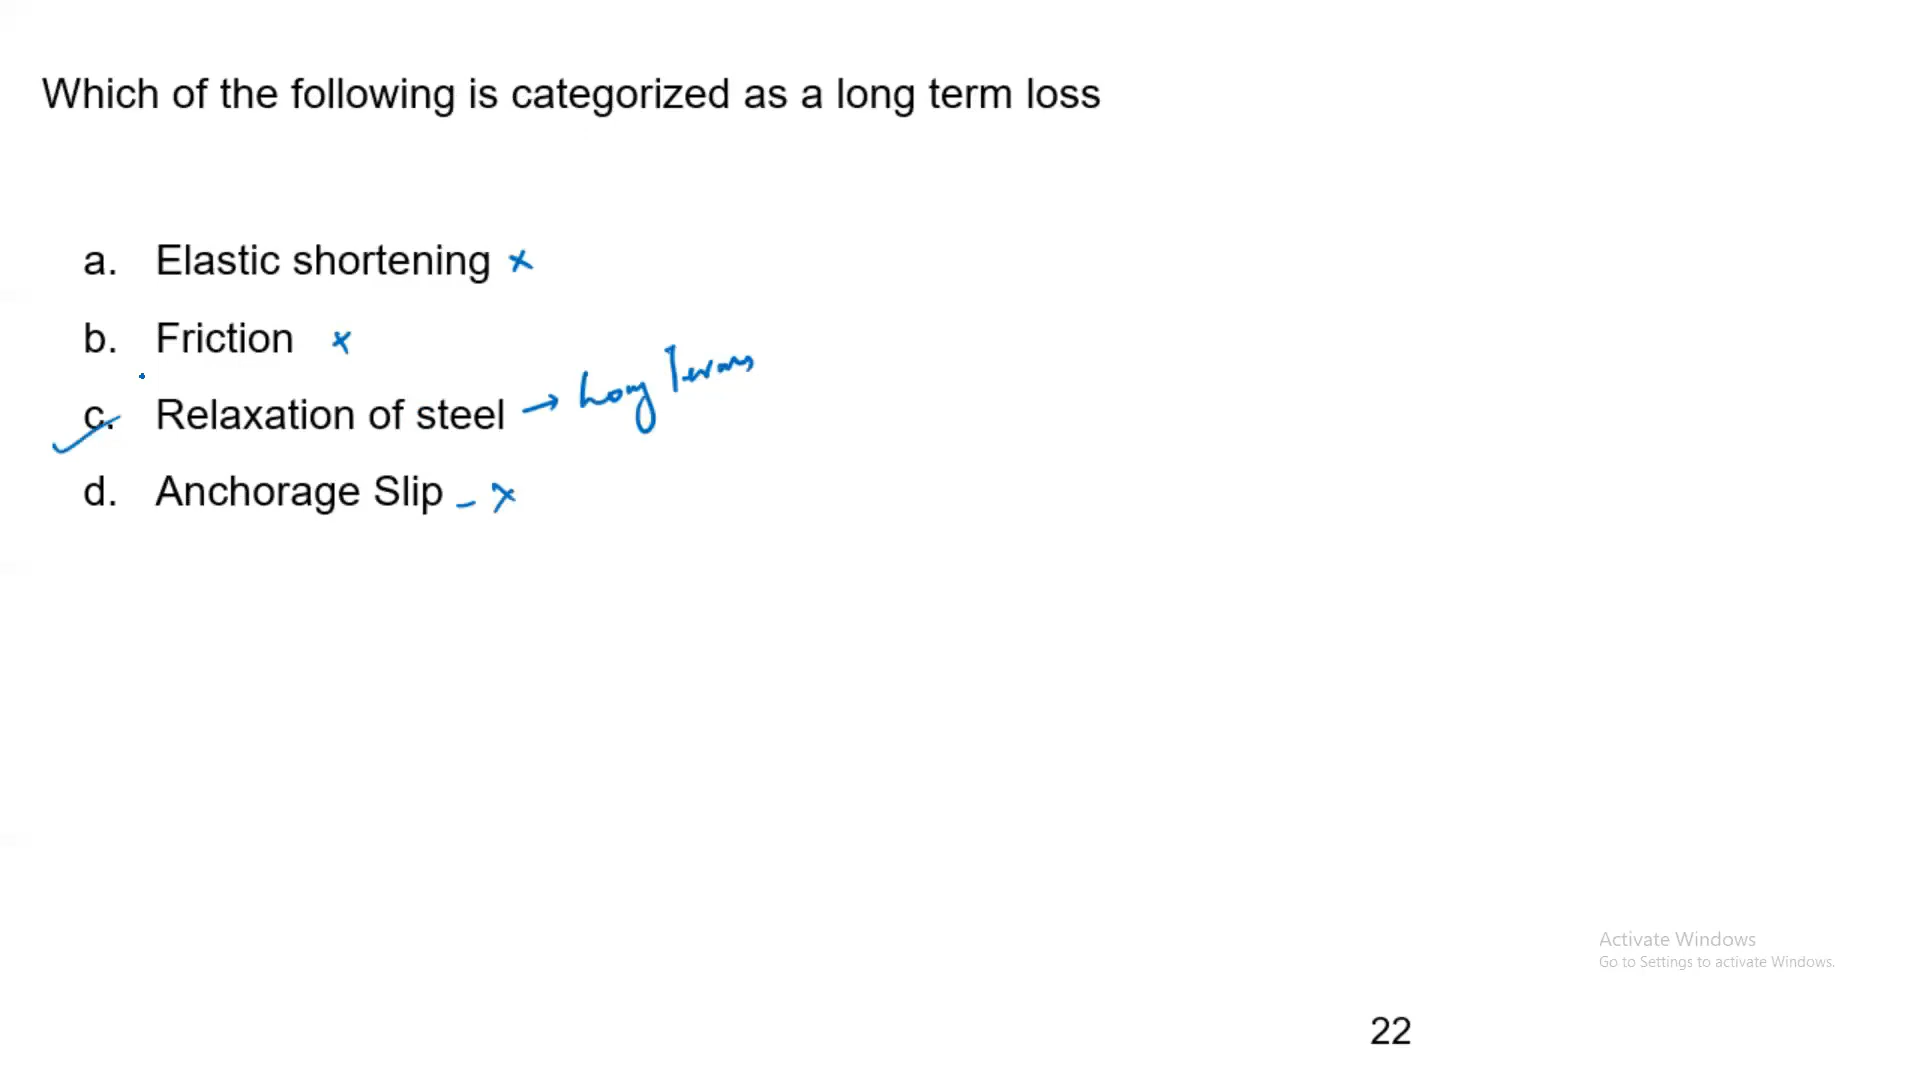 Which of the following is categorized as a long term loss
a. Elastic shortening x
b. Friction x
c. Relaxation of steel → Long Term
d. Anchorage Slip - x
Activate Windows
Go to Settings to activate Windows.
22